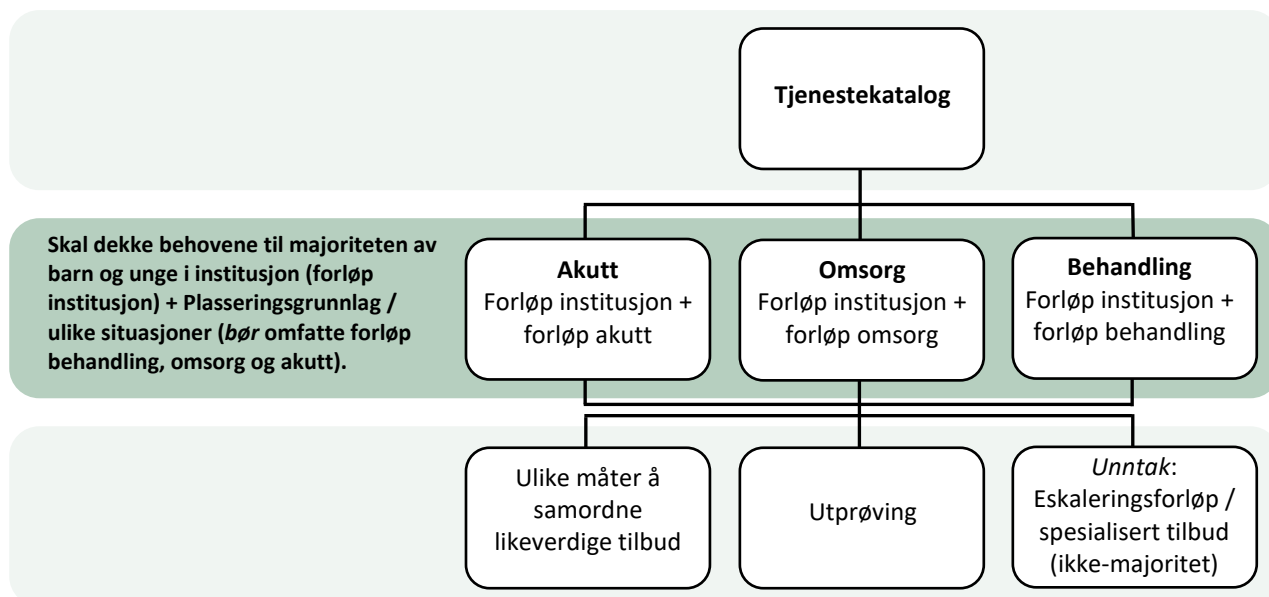 Tjenestekatalog
Skal dekke behovene til majoriteten av
barn og unge i institusjon (forløp
institusjon) + Plasseringsgrunnlag /
ulike situasjoner (bør omfatte forløp
behandling, omsorg og akutt).
Akutt
Forløp institusjon +
forløp akutt
Omsorg
Forløp institusjon +
forløp omsorg
Behandling
Forløp institusjon +
forløp behandling
Ulike måter å
samordne
likeverdige tilbud
Utprøving
Unntak:
Eskaleringsforløp /
spesialisert tilbud
(ikke-majoritet)